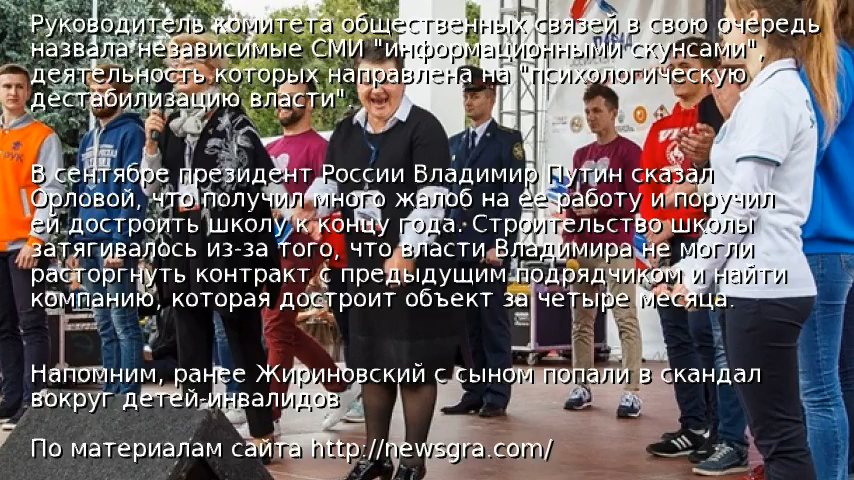 Руководитель комитета общественных связей в свою очередь
назвала независимые СМИ "информационными скунсами",
деятельность которых направлена на "психологическую
дестабилизацию власти".
В сентябре президент России Владимир Путин сказал
Орловой, что получил много жалоб на ее работу и поручил
ей достроить школу к концу года. Строительство школы
затягивалось из-за того, что власти Владимира не могли
расторгнуть контракт с предыдущим подрядчиком и найти
компанию, которая достроит объект за четыре месяца.
Напомним, ранее Жириновский с сыном попали в скандал
вокруг детей-инвалидов
По материалам сайта http://newsgra.com/